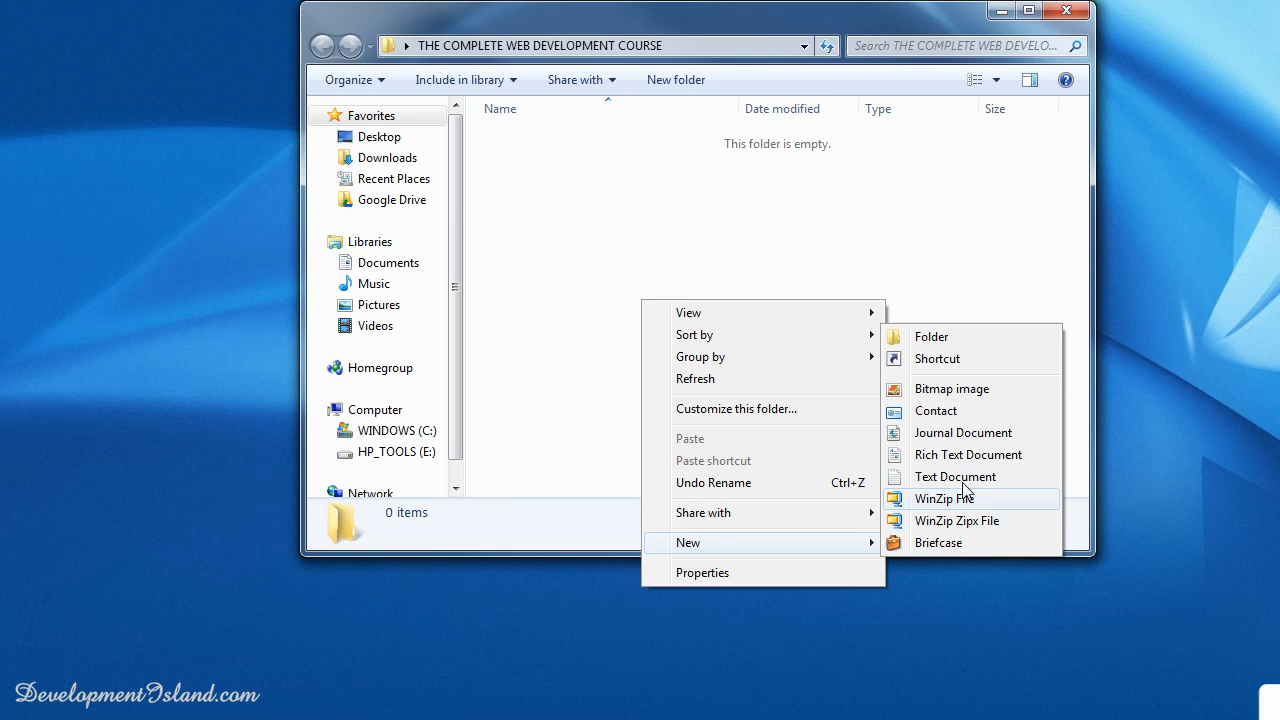 THE COMPLETE WEB DEVELOPMENT COURSE
Search THE COMPLETE WEB DEVELO...
Organize
Include in library
Share with
New folder
Favorites
Desktop
Downloads
Recent Places
Google Drive
Libraries
Documents
Music
Pictures
Videos
Homegroup
Computer
WINDOWS (C:)
HP_TOOLS (E:)
Network
Name
Date modified
Type
Size
This folder is empty.
View
Sort by
Group by
Refresh
Customize this folder...
Paste
Paste shortcut
Undo Rename Ctrl+Z
Share with
New
Properties
Folder
Shortcut
Bitmap image
Contact
Journal Document
Rich Text Document
Text Document
WinZip File
WinZip Zipx File
Briefcase
0 items
DevelopmentIsland.com